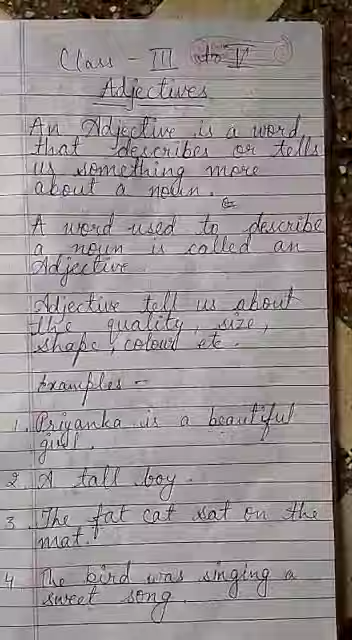 Class - III to V
Adjectives
An Adjective is a word
that describes or tells
us something more
about a noun.
A word used to describe
a noun is called an
Adjective
Adjective tell us about
the quality, size,
shape, colour etc.
Examples -
1. Priyanka is a beautiful
girl.
2. A tall boy.
3. The fat cat sat on the
mat.
4. The bird was singing a
sweet song.